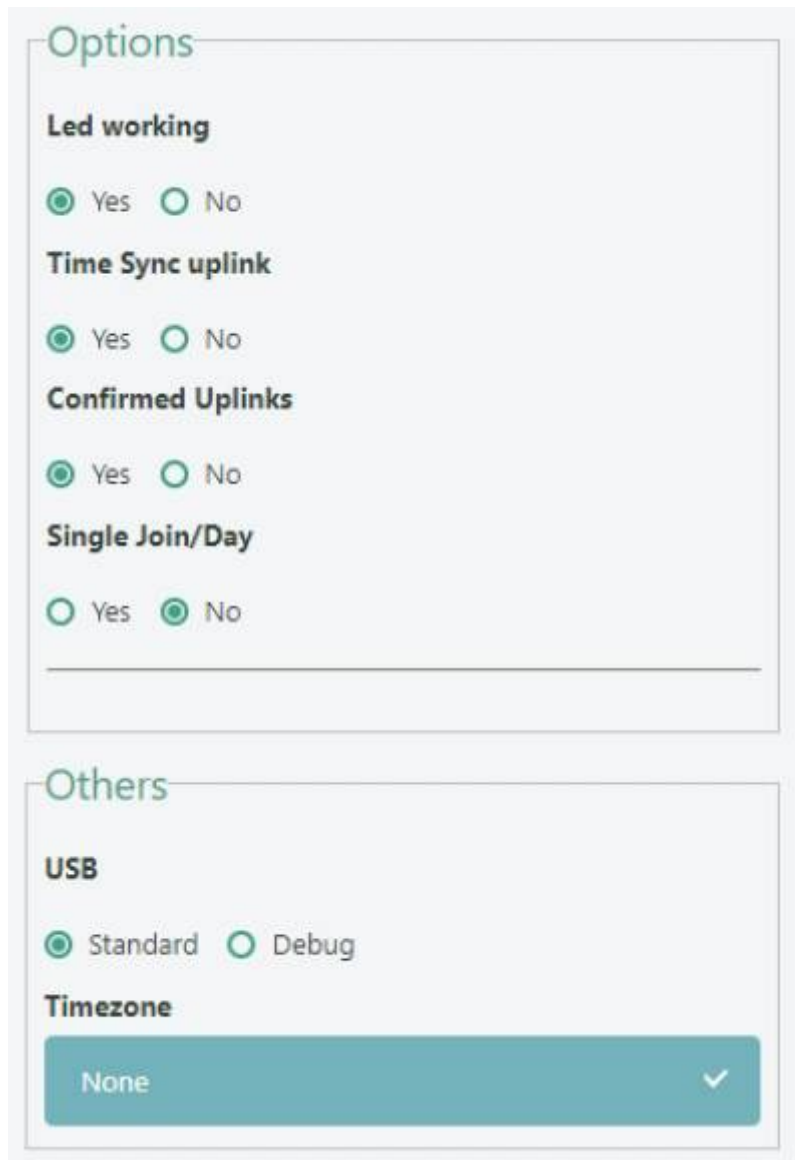 Options
Led working
Yes No
Time Sync uplink
Yes No
Confirmed Uplinks
Yes No
Single Join/Day
Yes No
Others
USB
Standard Debug
Timezone
None